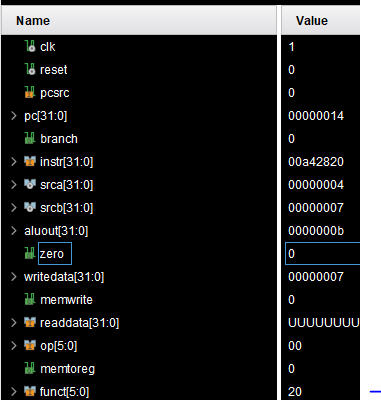 Name Value
clk 1
reset 0
pcsrc 0
pc[31:0] 00000014
branch 0
instr[31:0] 00a42820
srca[31:0] 00000004
srcb[31:0] 00000007
aluout[31:0] 0000000b
zero 0
writedata[31:0] 00000007
memwrite 0
readdata[31:0] UUUUUUUU
op[5:0] 00
memtoreg 0
funct[5:0] 20